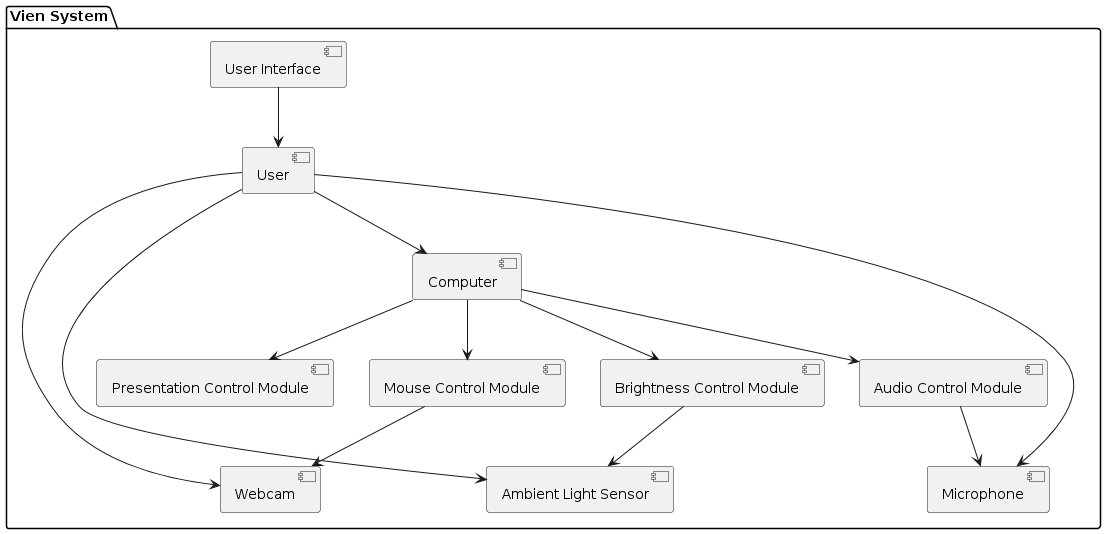 Vien System
User Interface
User
Computer
Presentation Control Module
Mouse Control Module
Brightness Control Module
Audio Control Module
Webcam
Ambient Light Sensor
Microphone